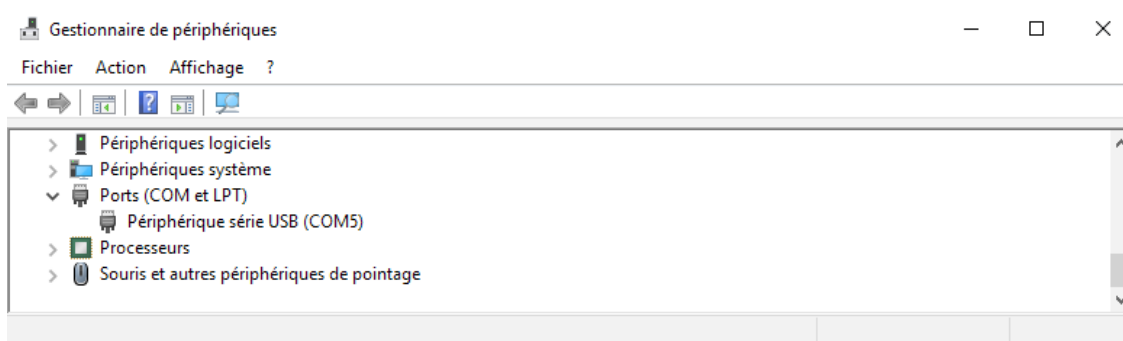 Gestionnaire de périphériques
Fichier Action Affichage ?
Périphériques logiciels
Périphériques système
Ports (COM et LPT)
Périphérique série USB (COM5)
Processeurs
Souris et autres périphériques de pointage